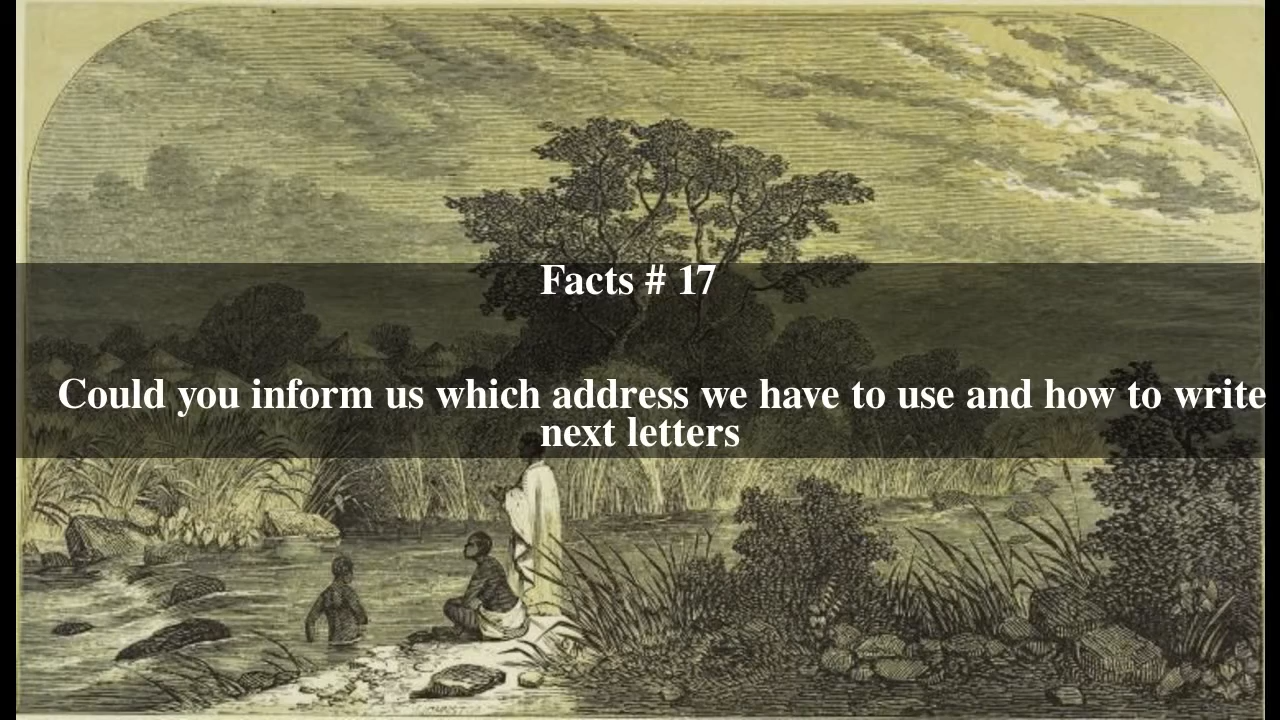 Facts # 17
Could you inform us which address we have to use and how to write
next letters